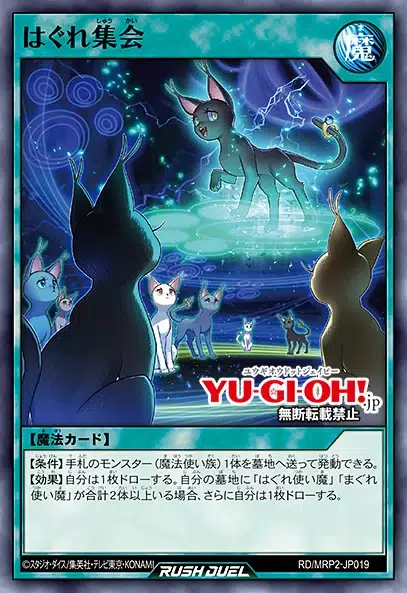 はぐれ集会
しゅう かい
魔
ユウギオウドットジェイピー
YU-GI-OH!.jp
無断転載禁止
【魔法カード】
【条件】手札のモンスター(魔法使い族)1体を墓地へ送って発動できる。
【効果】自分は1枚ドローする。自分の墓地に「はぐれ使い魔」「まぐれ
使い魔」が合計2体以上いる場合、さらに自分は1枚ドローする。
©スタジオ・ダイス/集英社・テレビ東京・KONAMI
RUSH DUEL
RD/MRP2-JP019